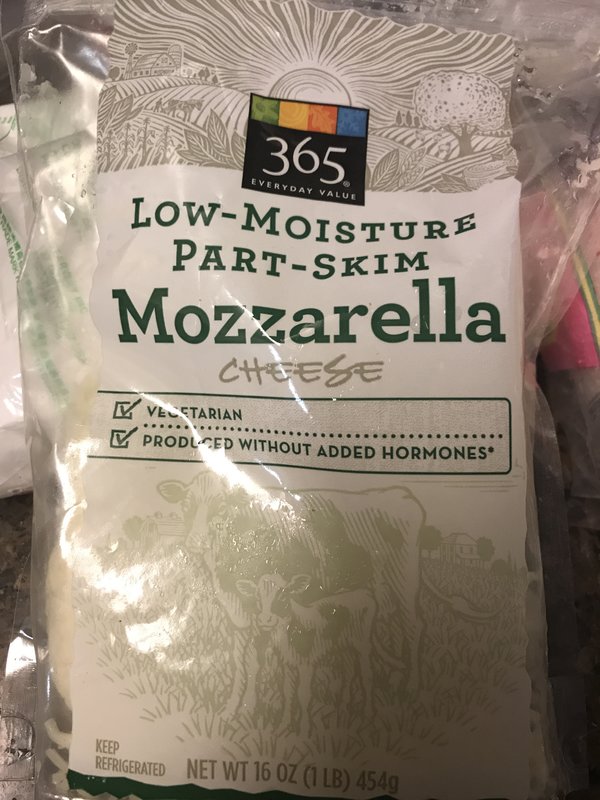 365®
EVERYDAY VALUE
LOW-MOISTURE
PART-SKIM
Mozzarella
CHEESE
VEGETARIAN
PRODUCED WITHOUT ADDED HORMONES*
KEEP
REFRIGERATED
NET WT 16 OZ (1 LB) 454g